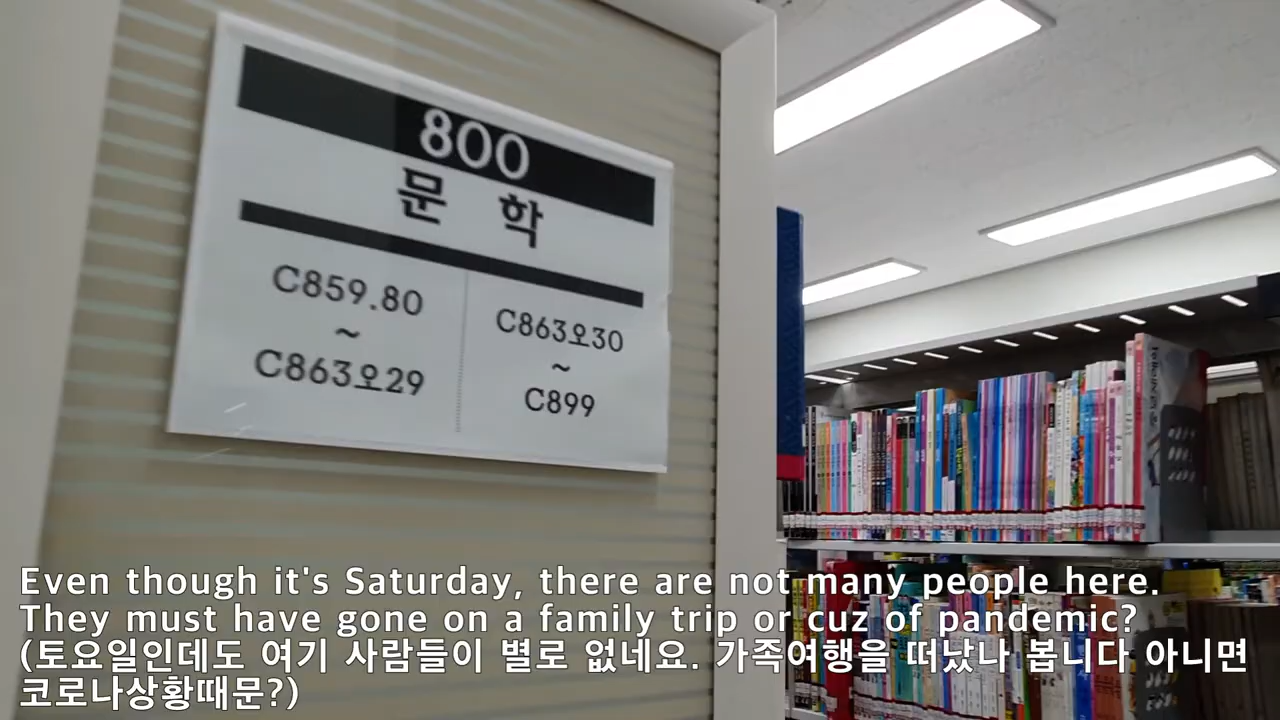 800
문학
C859.80
~
C863오29
C863오30
~
C899
Even though it's Saturday, there are not many people here.
They must have gone on a family trip or cuz of pandemic?
(토요일인데도 여기 사람들이 별로 없네요. 가족여행을 떠났나 봅니다 아니면
코로나상황때문?)